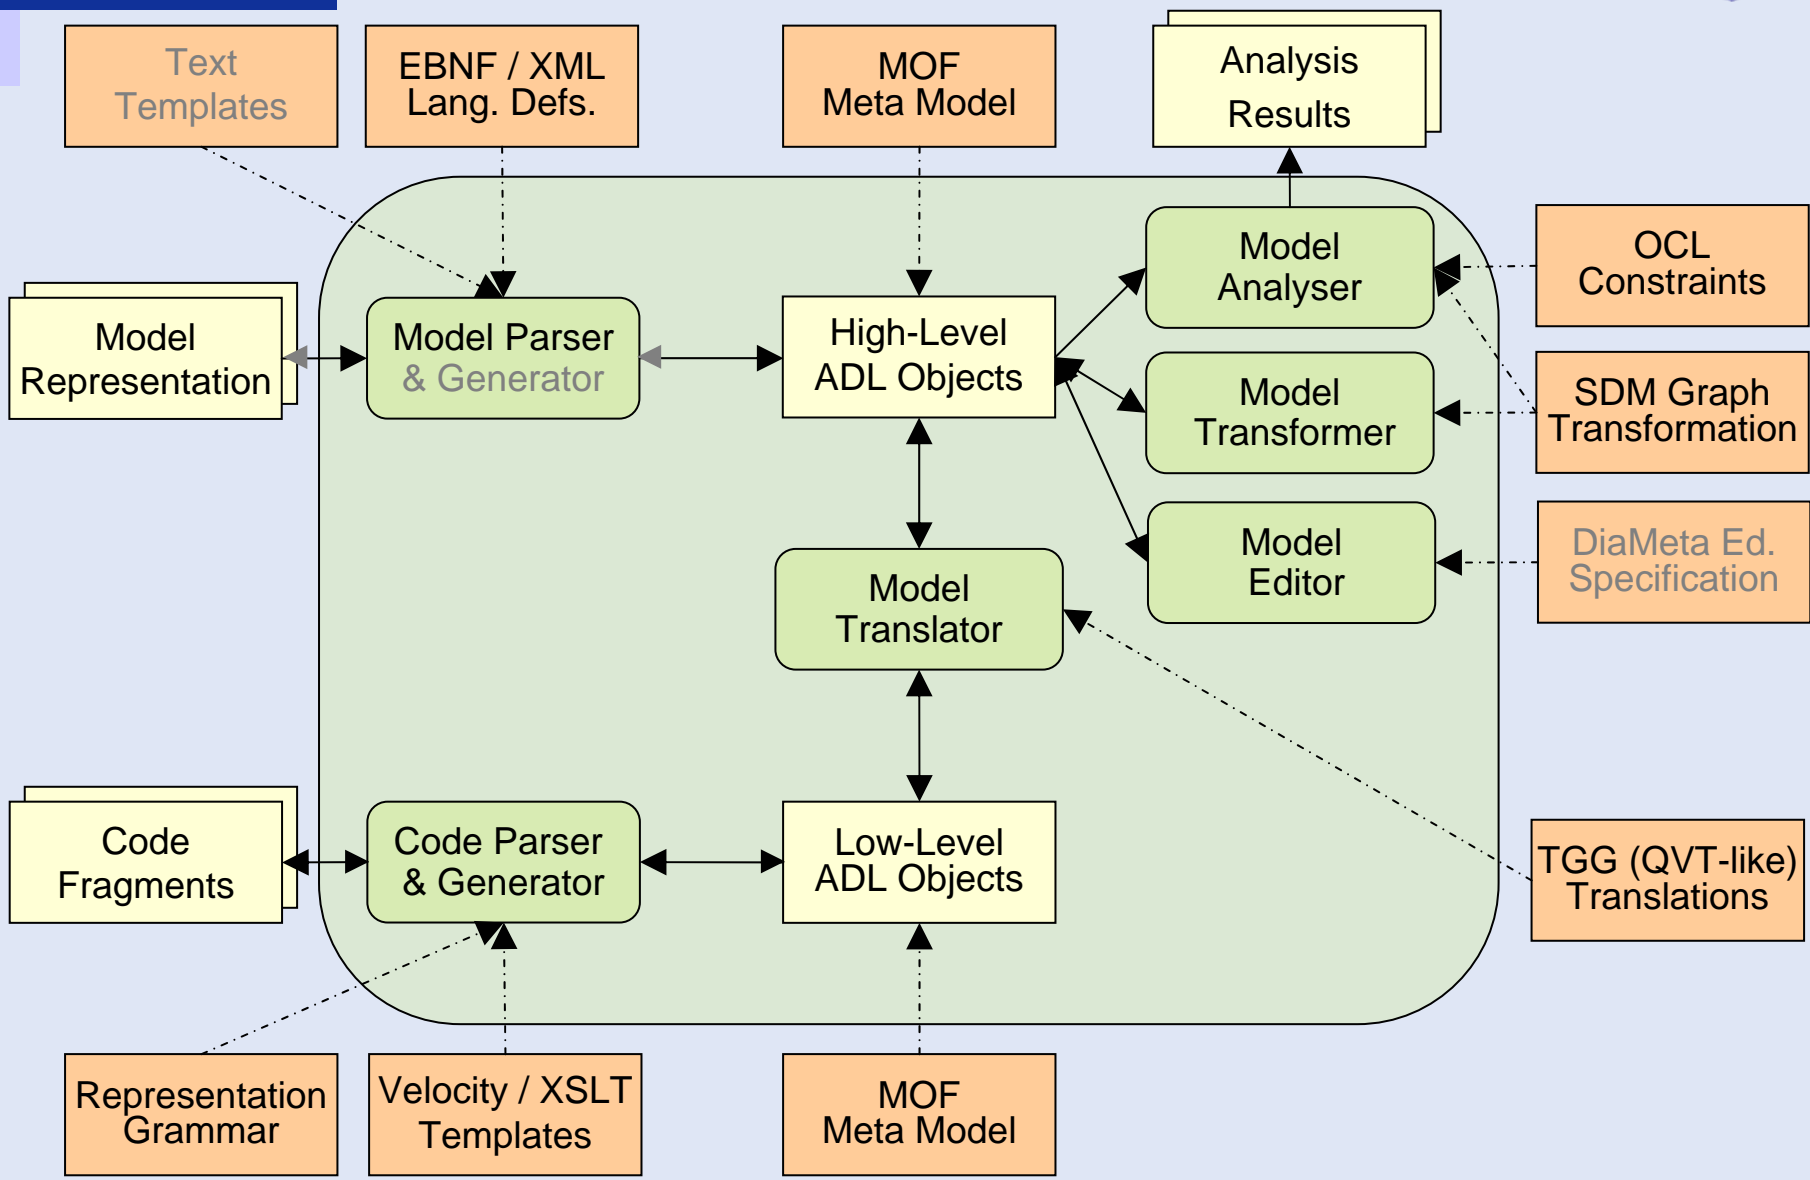 Text
Templates
EBNF / XML
Lang. Defs.
MOF
Meta Model
Analysis
Results
Model
Analyser
OCL
Constraints
Model
Representation
Model Parser
& Generator
High-Level
ADL Objects
Model
Transformer
SDM Graph
Transformation
Model
Editor
DiaMeta Ed.
Specification
Model
Translator
Code
Fragments
Code Parser
& Generator
Low-Level
ADL Objects
TGG (QVT-like)
Translations
Representation
Grammar
Velocity / XSLT
Templates
MOF
Meta Model